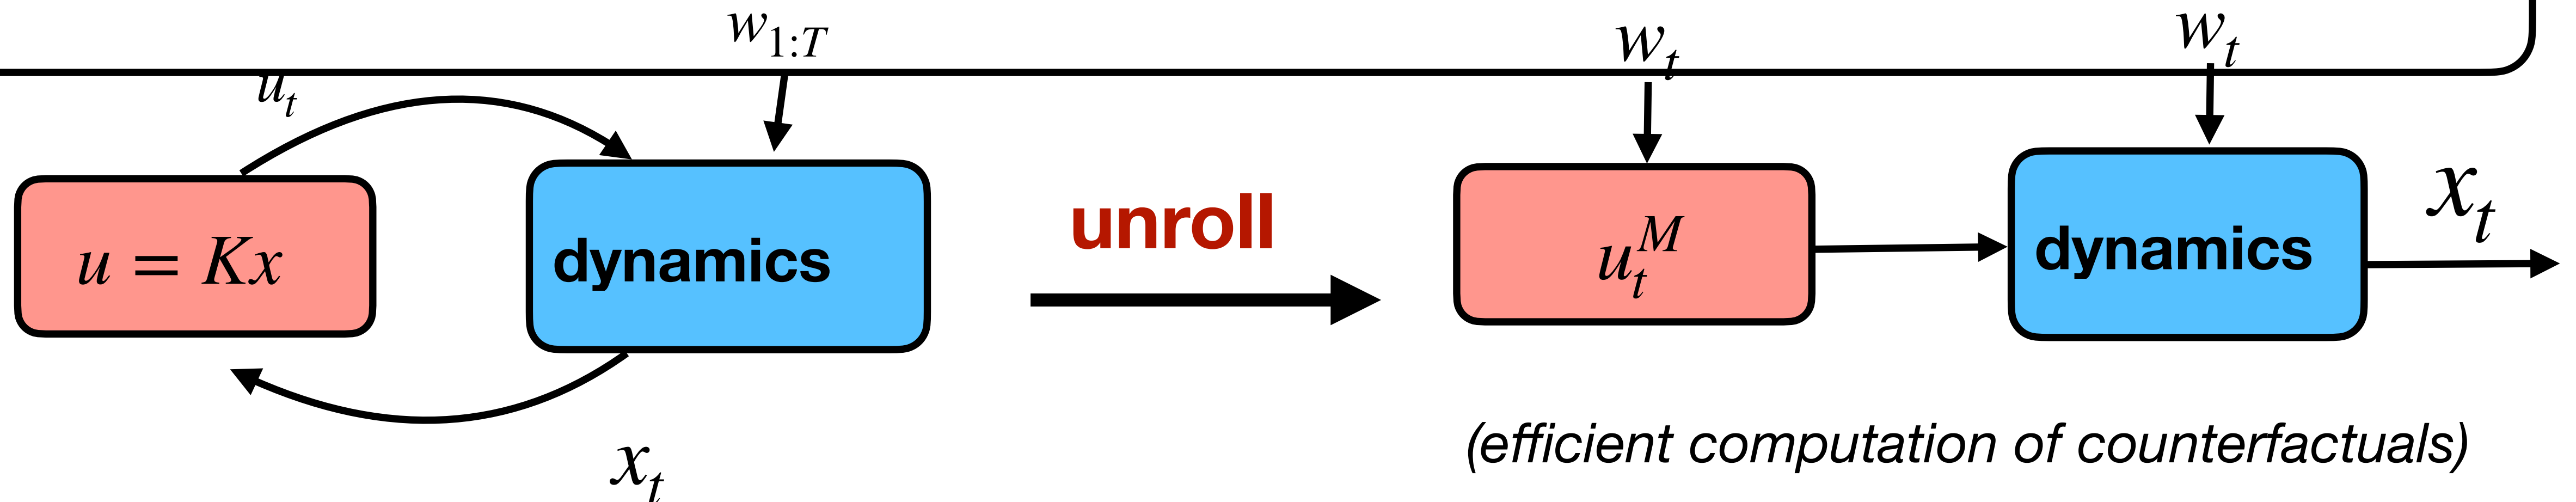 w_{1:T}
w_t
w_t
u_t
u = Kx
dynamics
unroll
u_t^M
dynamics
x_t
x_t
(efficient computation of counterfactuals)